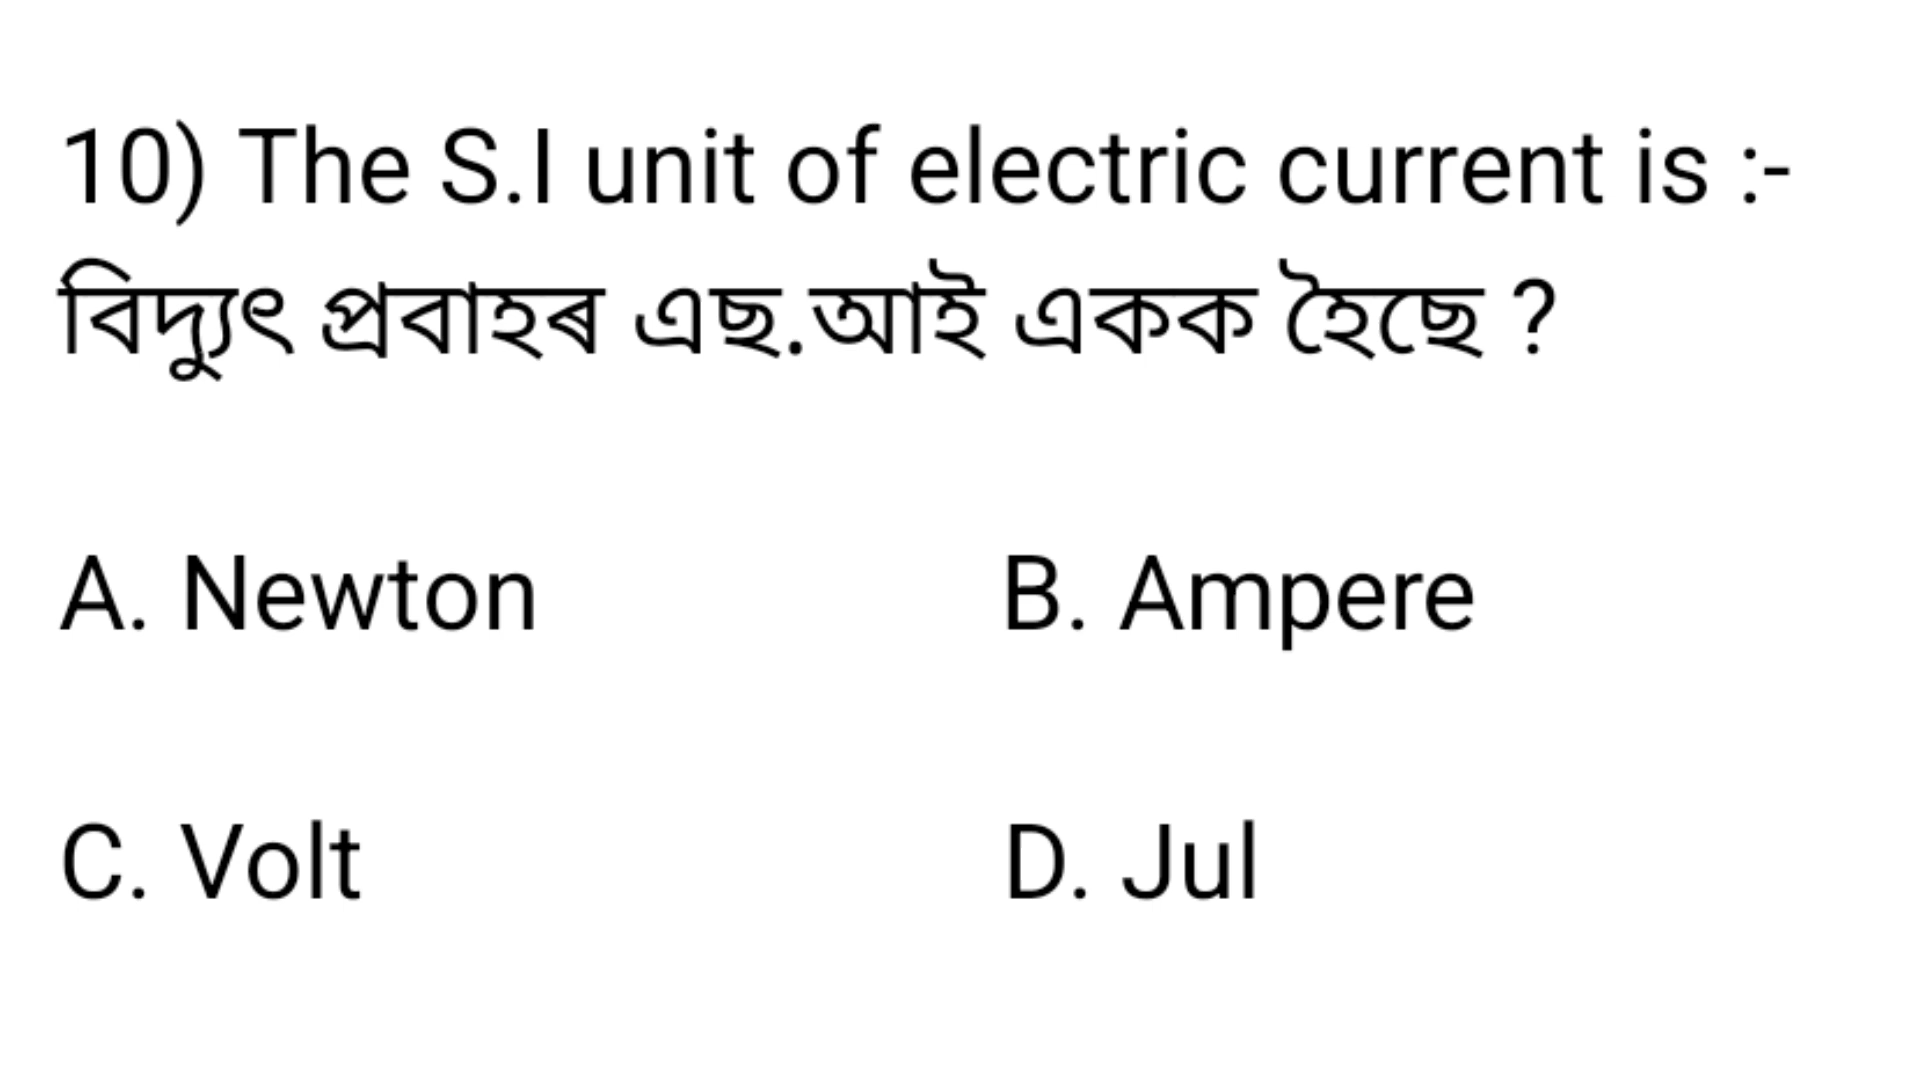 10) The S.I unit of electric current is :-
বিদ্যুৎ প্ৰবাহৰ এছ.আই একক হৈছে ?
A. Newton B. Ampere
C. Volt D. Jul